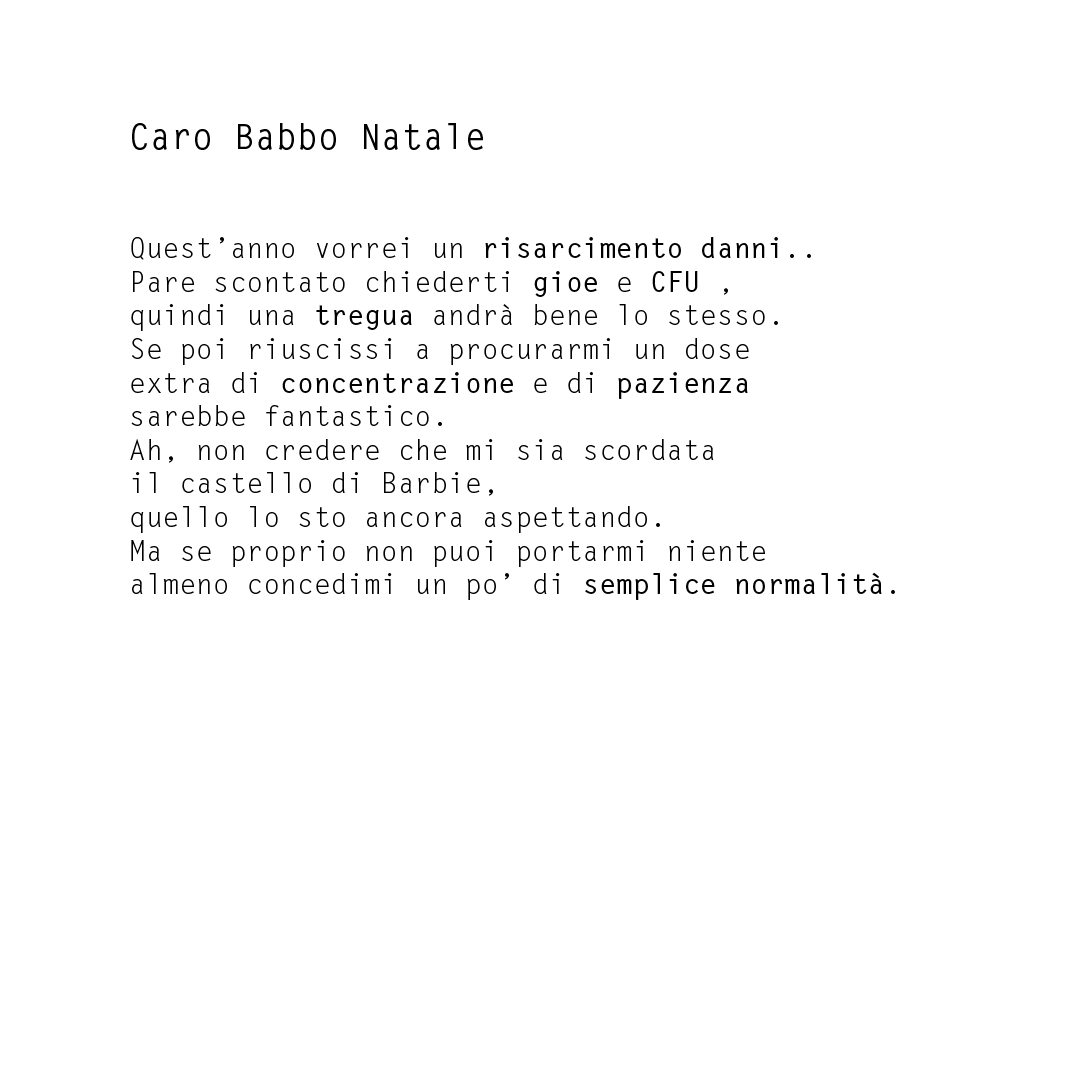 Caro Babbo Natale
Quest’anno vorrei un risarcimento danni..
Pare scontato chiederti gioe e CFU ,
quindi una tregua andrà bene lo stesso.
Se poi riuscissi a procurarmi un dose
extra di concentrazione e di pazienza
sarebbe fantastico.
Ah, non credere che mi sia scordata
il castello di Barbie,
quello lo sto ancora aspettando.
Ma se proprio non puoi portarmi niente
almeno concedimi un po’ di semplice normalità.